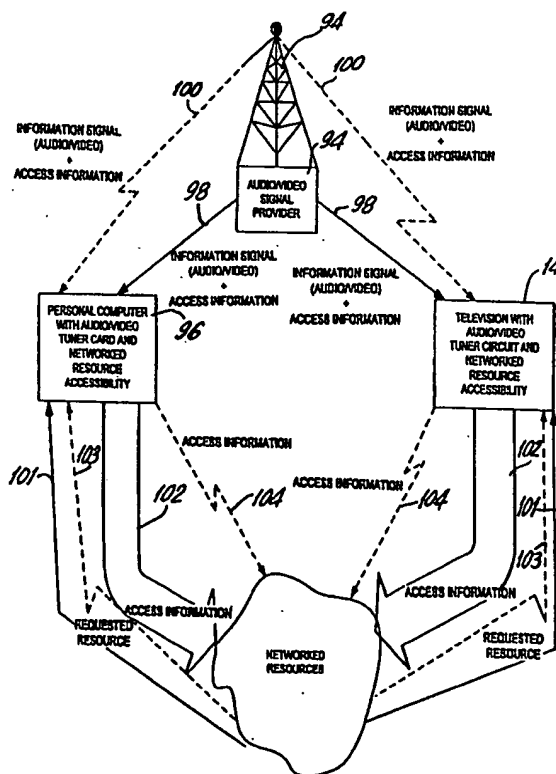 94
100
100
INFORMATION SIGNAL
(AUDIO/VIDEO)
+
ACCESS INFORMATION
INFORMATION SIGNAL
(AUDIO/VIDEO)
+
ACCESS INFORMATION
94
AUDIO/VIDEO
SIGNAL
PROVIDER
98
98
INFORMATION SIGNAL
(AUDIO/VIDEO)
+
ACCESS INFORMATION
INFORMATION SIGNAL
(AUDIO/VIDEO)
+
ACCESS INFORMATION
14
PERSONAL COMPUTER
WITH AUDIO/VIDEO
TUNER CARD AND
NETWORKED
RESOURCE
ACCESSIBILITY
96
TELEVISION WITH
AUDIO/VIDEO
TUNER CIRCUIT AND
NETWORKED
RESOURCE
ACCESSIBILITY
101
103
102
ACCESS INFORMATION
104
ACCESS INFORMATION
104
102
101
103
ACCESS INFORMATION
REQUESTED
RESOURCE
ACCESS INFORMATION
REQUESTED
RESOURCE
NETWORKED
RESOURCES